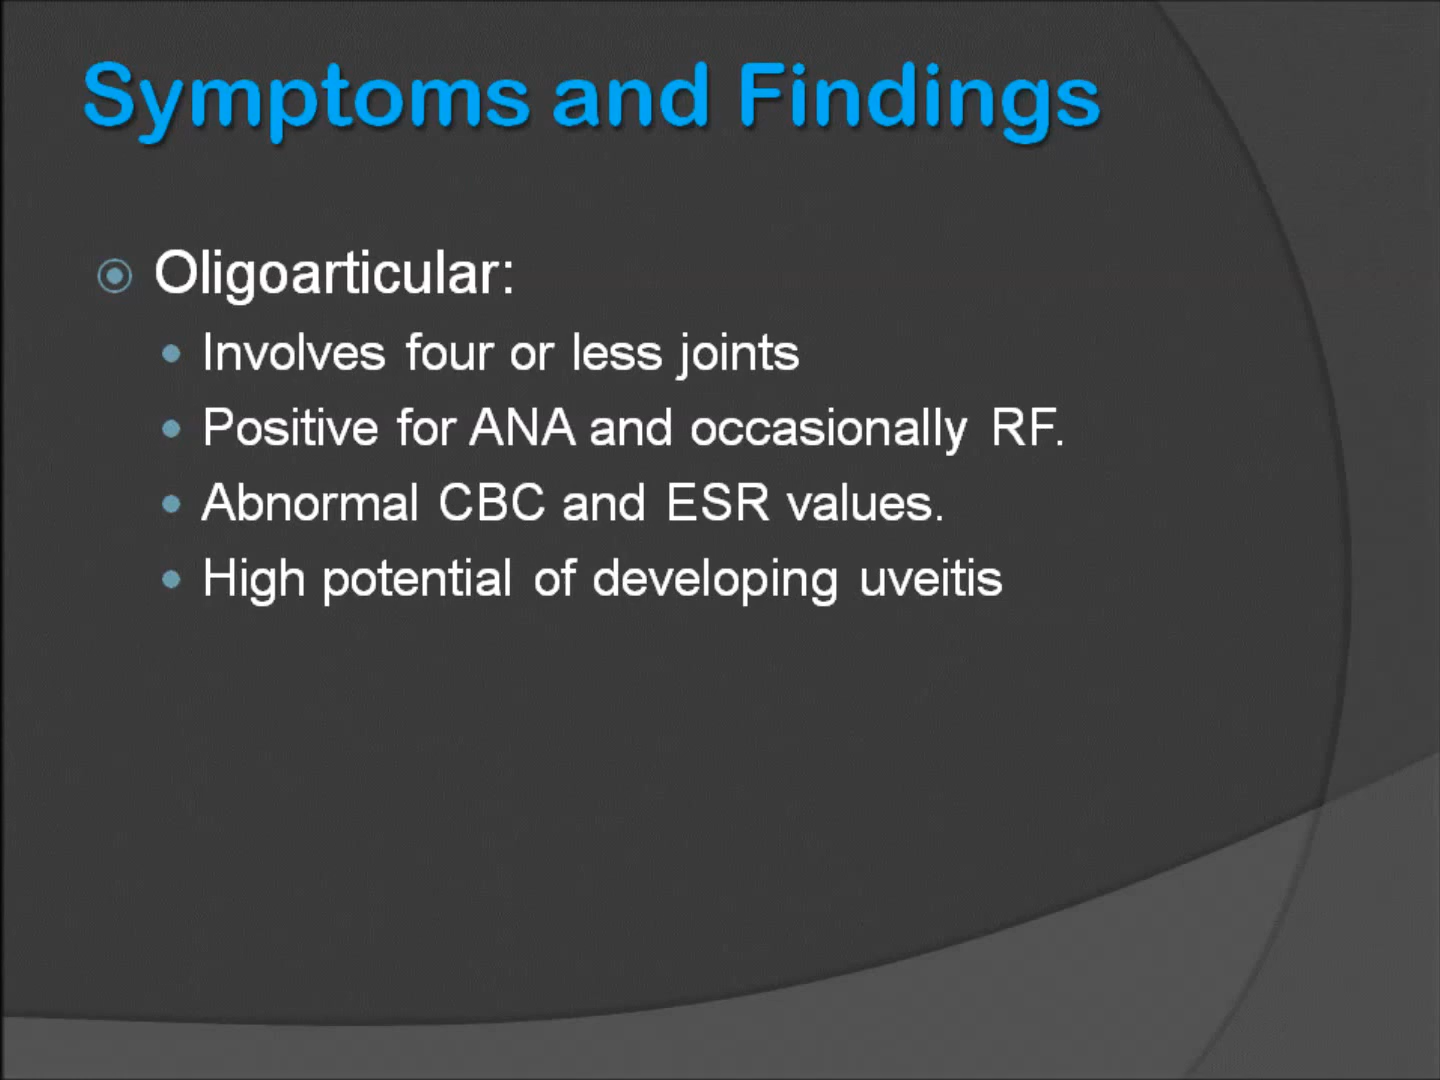 Symptoms and Findings
Oligoarticular:
Involves four or less joints
Positive for ANA and occasionally RF.
Abnormal CBC and ESR values.
High potential of developing uveitis